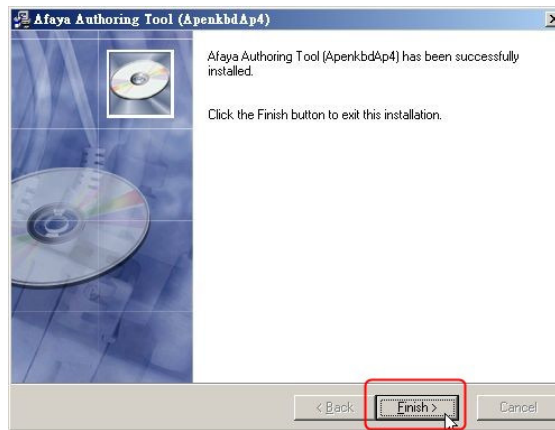 Afaya Authoring Tool (ApenkbdAp4)
Afaya Authoring Tool (ApenkbdAp4) has been successfully
installed.
Click the Finish button to exit this installation.
< Back
Finish >
Cancel